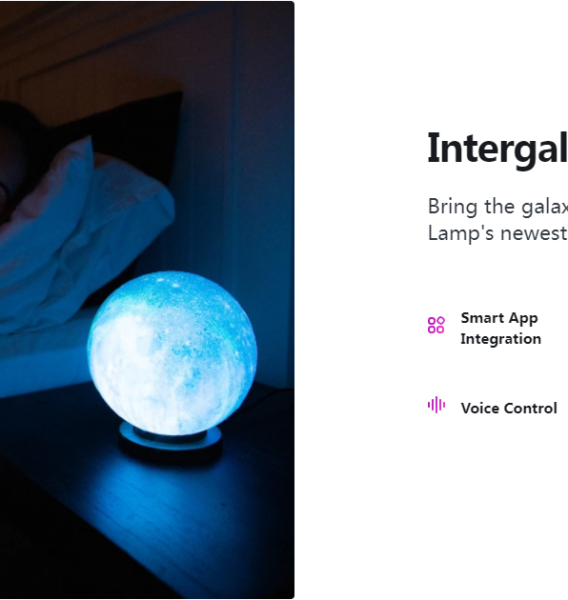 Intergal
Bring the galax
Lamp's newest
Smart App
Integration
Voice Control